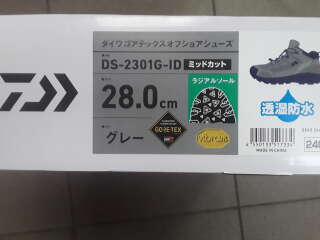 ダイワゴアテックスオフショアシューズ
DS-2301G-ID ミッドカット
ラジアルソール
28.0cm
グレー
GORE-TEX
Vibram
透湿防水
MADE IN CHINA